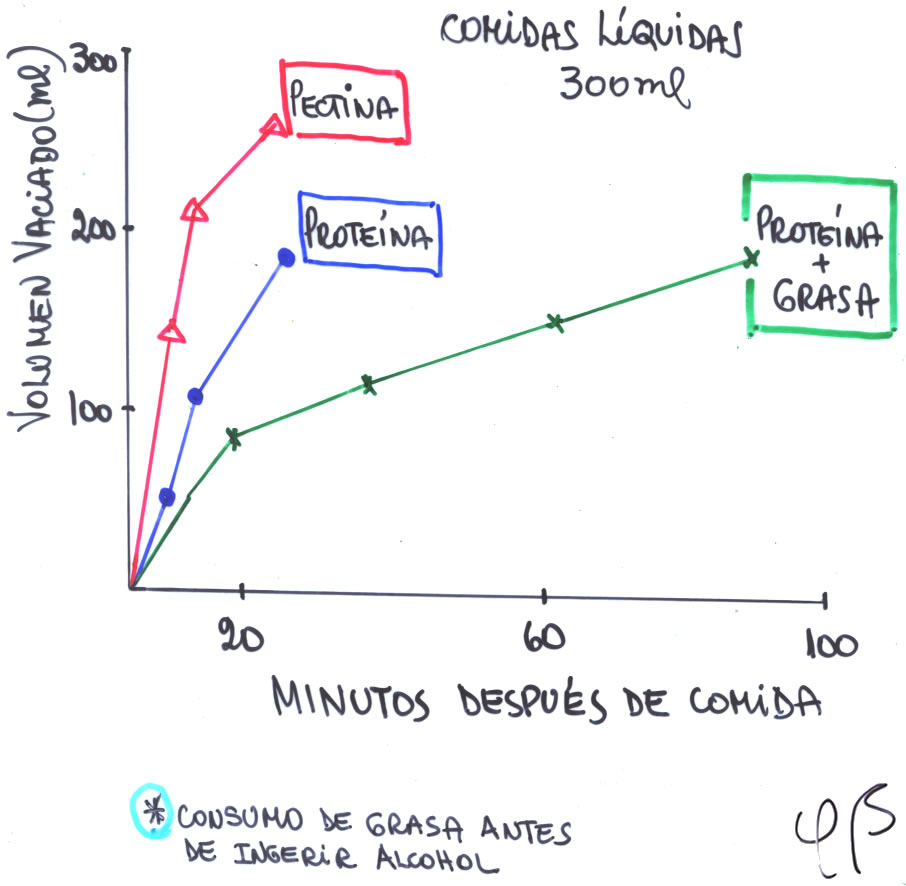 COMIDAS LÍQUIDAS
300ml
VOLUMEN VACIADO (ml)
300
200
100
PECTINA
PROTEÍNA
PROTEÍNA
+
GRASA
20
60
100
MINUTOS DESPUÉS DE COMIDA
* CONSUMO DE GRASA ANTES
DE INGERIR ALCOHOL